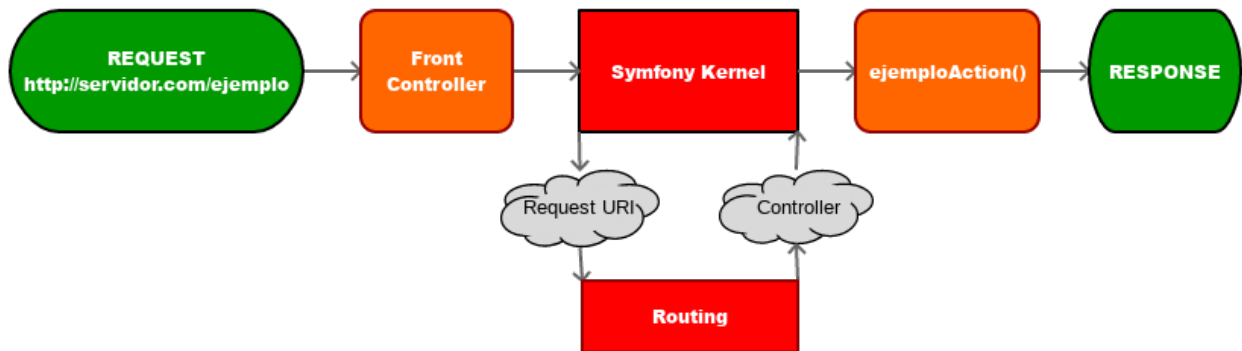 REQUEST
http://servidor.com/ejemplo
Front
Controller
Symfony Kernel
ejemploAction()
RESPONSE
Request URI
Controller
Routing